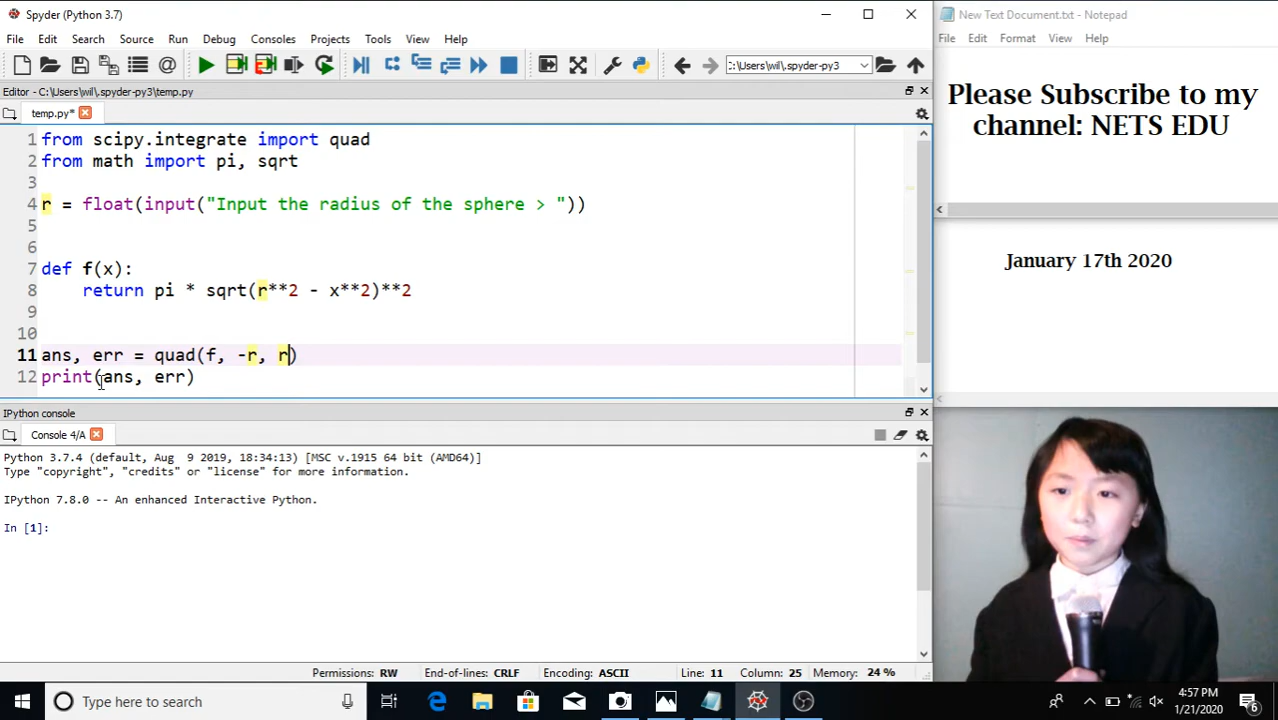 Spyder (Python 3.7)
File Edit Search Source Run Debug Consoles Projects Tools View Help
:\Users\wil\.spyder-py3
Editor - C:\Users\wil\.spyder-py3\temp.py
temp.py*
1 from scipy.integrate import quad
2 from math import pi, sqrt
3
4 r = float(input("Input the radius of the sphere > "))
5
6
7 def f(x):
8 return pi * sqrt(r**2 - x**2)**2
9
10
11 ans, err = quad(f, -r, r)
12 print(ans, err)
IPython console
Console 4/A
Python 3.7.4 (default, Aug  9 2019, 18:34:13) [MSC v.1915 64 bit (AMD64)]
Type "copyright", "credits" or "license" for more information.
IPython 7.8.0 -- An enhanced Interactive Python.
In [1]:
Permissions: RW End-of-lines: CRLF Encoding: ASCII Line: 11 Column: 25 Memory: 24 %
New Text Document.txt - Notepad
File Edit Format View Help
Please Subscribe to my
channel: NETS EDU
January 17th 2020
Type here to search
4:57 PM
1/21/2020
6